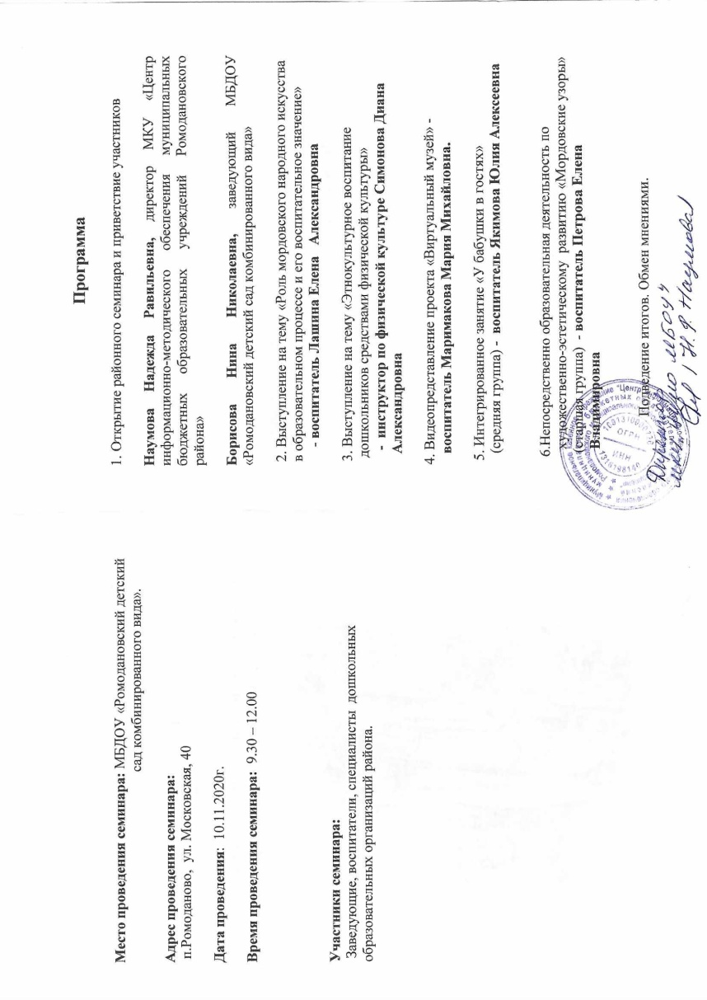 Место проведения семинара: МБДОУ «Ромодановский детский
сад комбинированного вида».
Адрес проведения семинара:
п.Ромоданово, ул. Московская, 40
Дата проведения: 10.11.2020г.
Время проведения семинара: 9.30 – 12.00
Участники семинара:
Заведующие, воспитатели, специалисты дошкольных
образовательных организаций района.
Программа
1. Открытие районного семинара и приветствие участников
Наумова Надежда Равильевна, директор МКУ «Центр
информационно-методического обеспечения муниципальных
бюджетных образовательных учреждений Ромодановского
района»
Борисова Нина Николаевна, заведующий МБДОУ
«Ромодановский детский сад комбинированного вида»
2. Выступление на тему «Роль мордовского народного искусства
в образовательном процессе и его воспитательное значение»
- воспитатель Лашина Елена Александровна
3. Выступление на тему «Этнокультурное воспитание
дошкольников средствами физической культуры»
- инструктор по физической культуре Симонова Диана
Александровна
4. Видеопредставление проекта «Виртуальный музей» -
воспитатель Маримакова Мария Михайловна.
5. Интегрированное занятие «У бабушки в гостях»
(средняя группа) - воспитатель Якимова Юлия Алексеевна
6.Непосредственно образовательная деятельность по
художественно-эстетическому развитию «Мордовские узоры»
(старшая группа) - воспитатель Петрова Елена
Владимировна
Подведение итогов. Обмен мнениями.
ОГРН
ИНН
Директор
МБОУ"
Н.Р. Наумова/